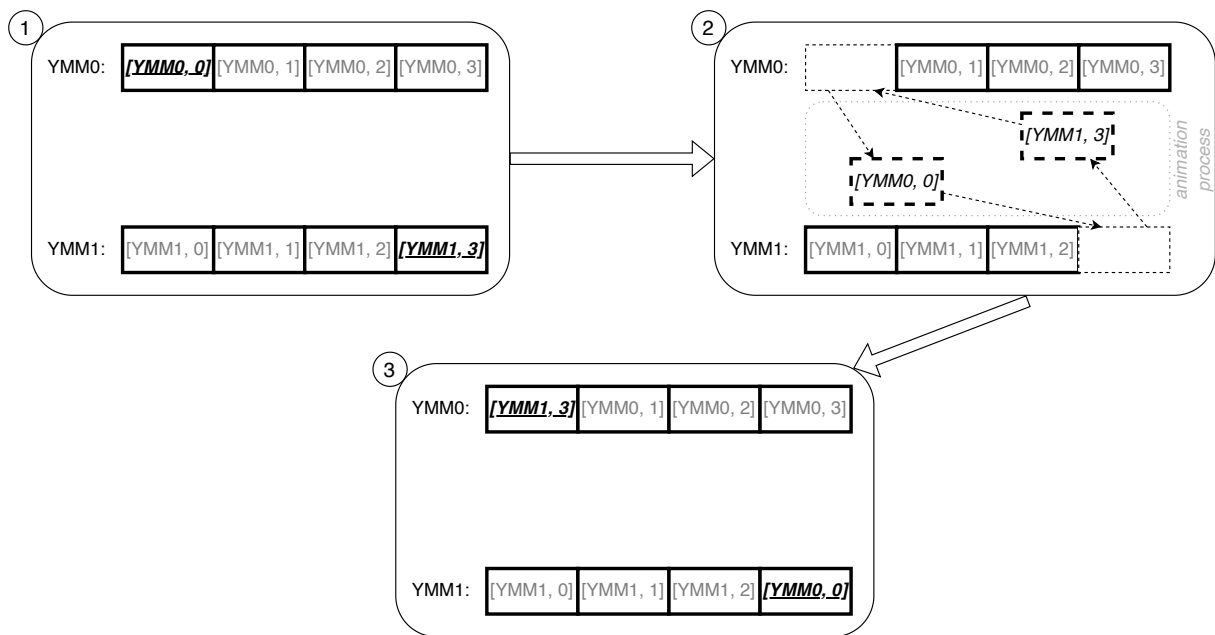 1
YMM0: [YMM0, 0] [YMM0, 1] [YMM0, 2] [YMM0, 3]
YMM1: [YMM1, 0] [YMM1, 1] [YMM1, 2] [YMM1, 3]
2
YMM0: [YMM0, 1] [YMM0, 2] [YMM0, 3]
[YMM1, 3]
[YMM0, 0]
animation
process
YMM1: [YMM1, 0] [YMM1, 1] [YMM1, 2]
3
YMM0: [YMM1, 3] [YMM0, 1] [YMM0, 2] [YMM0, 3]
YMM1: [YMM1, 0] [YMM1, 1] [YMM1, 2] [YMM0, 0]